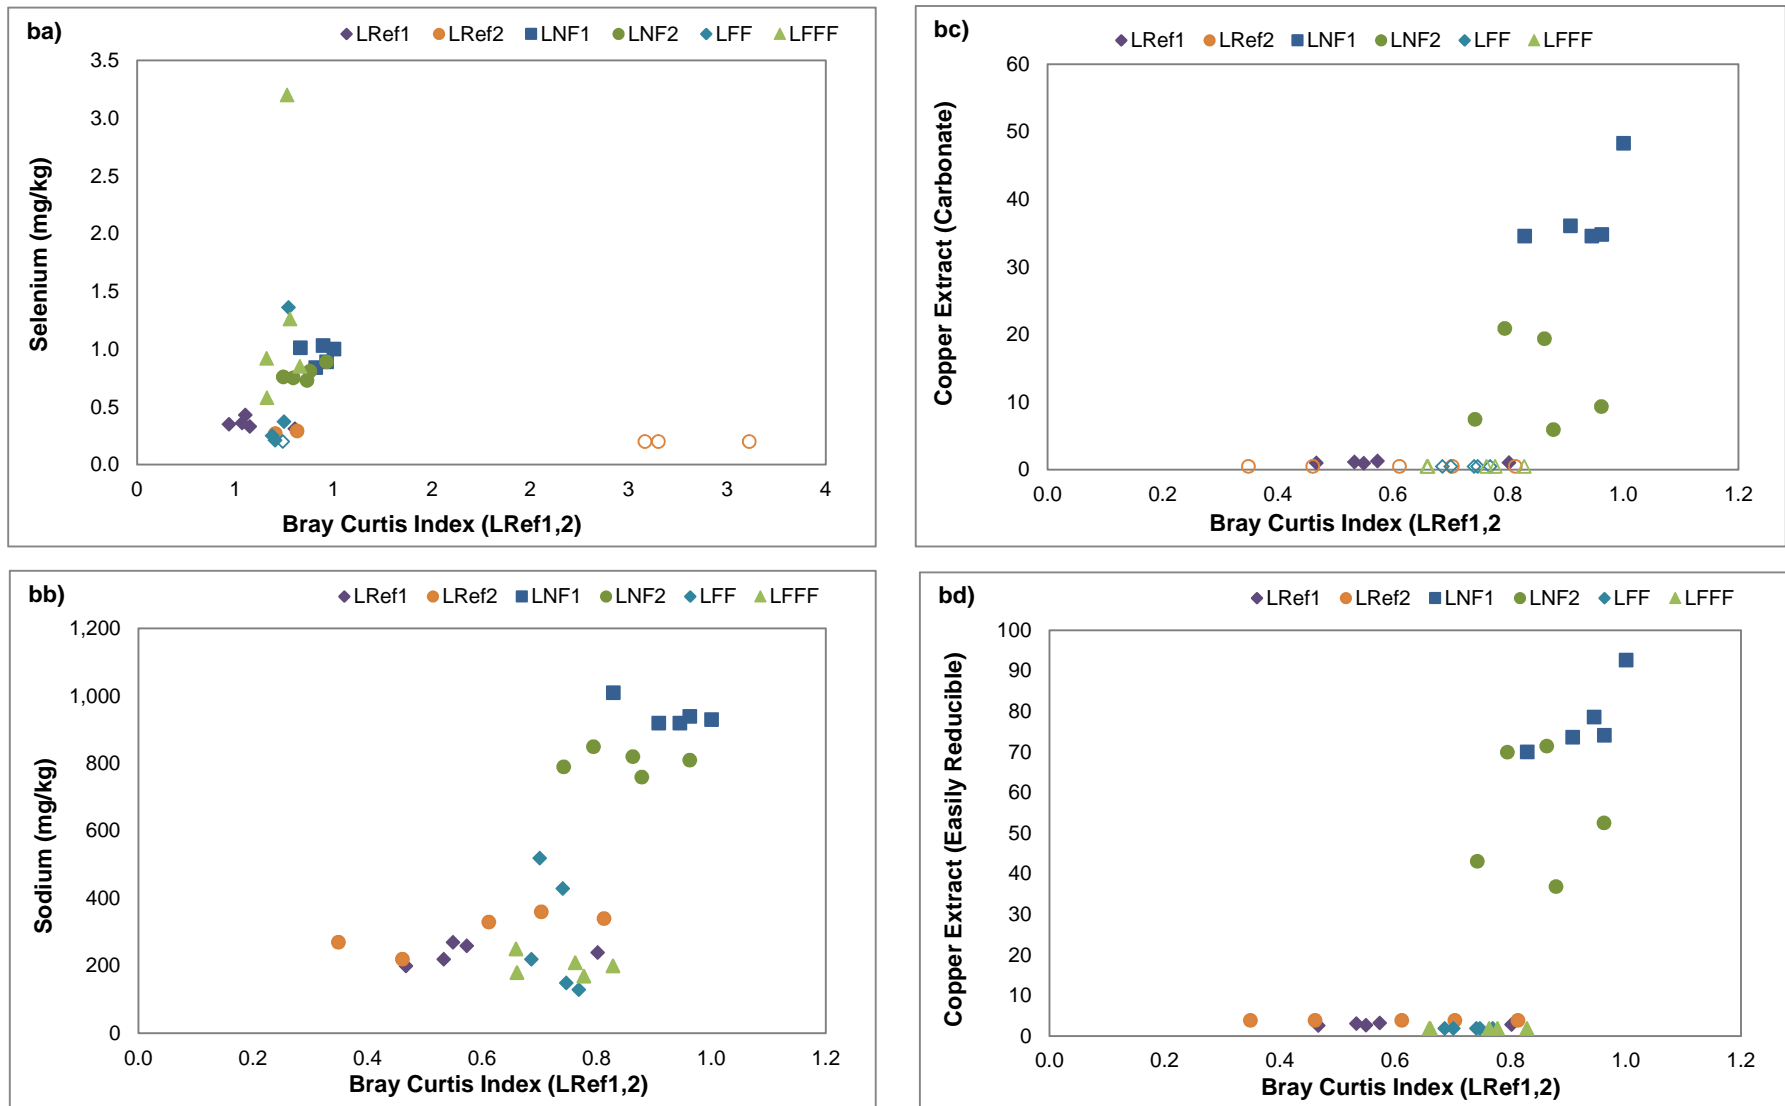 ba)
LRef1 LRef2 LNF1 LNF2 LFF LFFF
Selenium (mg/kg)
3.5
3.0
2.5
2.0
1.5
1.0
0.5
0.0
0 1 1 2 2 3 3 4
Bray Curtis Index (LRef1,2)
bc)
LRef1 LRef2 LNF1 LNF2 LFF LFFF
Copper Extract (Carbonate)
60
50
40
30
20
10
0
0.0 0.2 0.4 0.6 0.8 1.0 1.2
Bray Curtis Index (LRef1,2
bb)
LRef1 LRef2 LNF1 LNF2 LFF LFFF
Sodium (mg/kg)
1,200
1,000
800
600
400
200
0
0.0 0.2 0.4 0.6 0.8 1.0 1.2
Bray Curtis Index (LRef1,2)
bd)
LRef1 LRef2 LNF1 LNF2 LFF LFFF
Copper Extract (Easily Reducible)
100
90
80
70
60
50
40
30
20
10
0
0.0 0.2 0.4 0.6 0.8 1.0 1.2
Bray Curtis Index (LRef1,2)